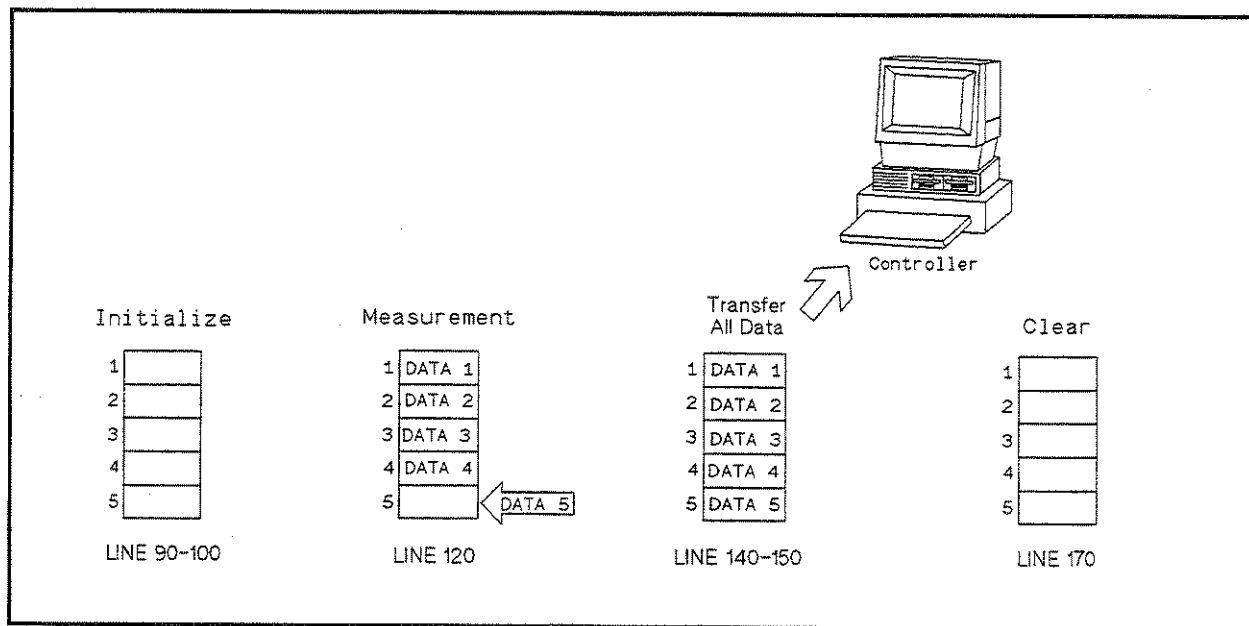 Controller
Initialize
1
2
3
4
5
LINE 90-100
Measurement
1 DATA 1
2 DATA 2
3 DATA 3
4 DATA 4
5 DATA 5
LINE 120
Transfer
All Data
1 DATA 1
2 DATA 2
3 DATA 3
4 DATA 4
5 DATA 5
LINE 140-150
Clear
1
2
3
4
5
LINE 170